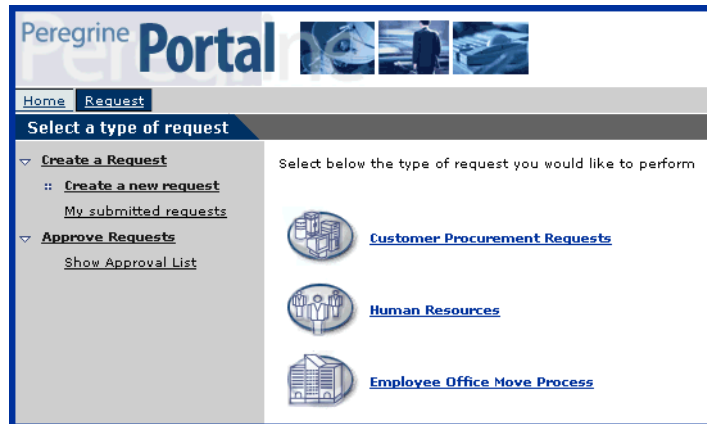 Peregrine Portal
Home Request
Select a type of request
Create a Request
Create a new request
My submitted requests
Approve Requests
Show Approval List
Select below the type of request you would like to perform
Customer Procurement Requests
Human Resources
Employee Office Move Process